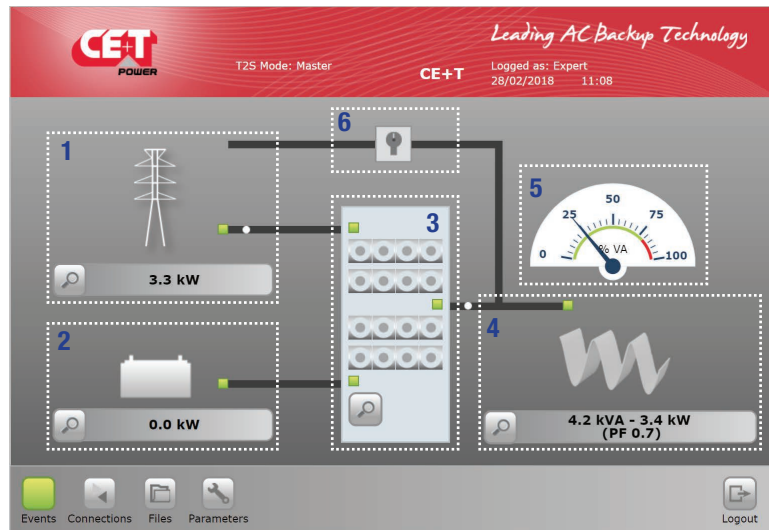 CE+T
POWER
T2S Mode: Master
CE+T
Leading AC Backup Technology
Logged as: Expert
28/02/2018 11:08
1
3.3 kW
2
0.0 kW
6
3
5
0
25
50
75
100
% VA
4
4.2 kVA - 3.4 kW
(PF 0.7)
Events
Connections
Files
Parameters
Logout